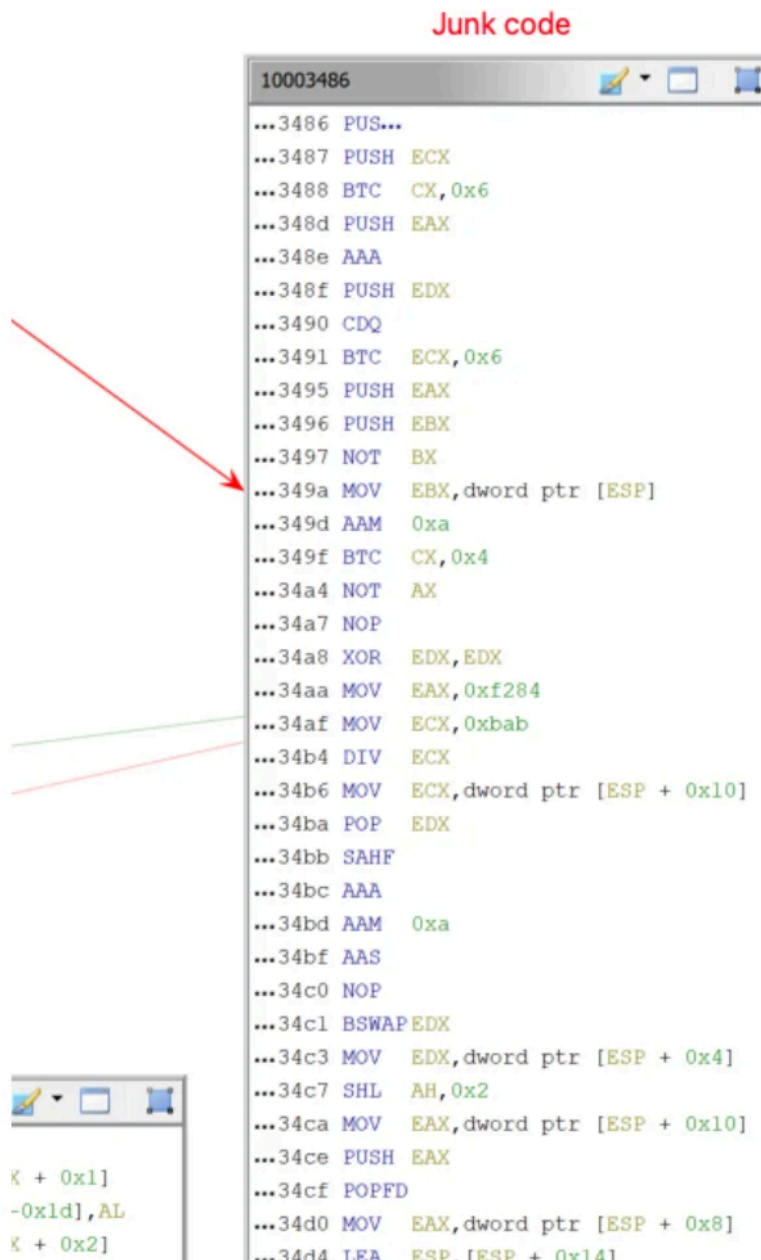 Junk code
10003486
...3486 PUS...
...3487 PUSH ECX
...3488 BTC CX,0x6
...348d PUSH EAX
...348e AAA
...348f PUSH EDX
...3490 CDQ
...3491 BTC ECX,0x6
...3495 PUSH EAX
...3496 PUSH EBX
...3497 NOT BX
...349a MOV EBX,dword ptr [ESP]
...349d AAM 0xa
...349f BTC CX,0x4
...34a4 NOT AX
...34a7 NOP
...34a8 XOR EDX,EDX
...34aa MOV EAX,0xf284
...34af MOV ECX,0xbab
...34b4 DIV ECX
...34b6 MOV ECX,dword ptr [ESP + 0x10]
...34ba POP EDX
...34bb SAHF
...34bc AAA
...34bd AAM 0xa
...34bf AAS
...34c0 NOP
...34c1 BSWAP EDX
...34c3 MOV EDX,dword ptr [ESP + 0x4]
...34c7 SHL AH,0x2
...34ca MOV EAX,dword ptr [ESP + 0x10]
...34ce PUSH EAX
...34cf POPFD
...34d0 MOV EAX,dword ptr [ESP + 0x8]
...34d4 LEA ESP,[ESP + 0x14]
X + 0x1]
-0x1d],AL
X + 0x2]